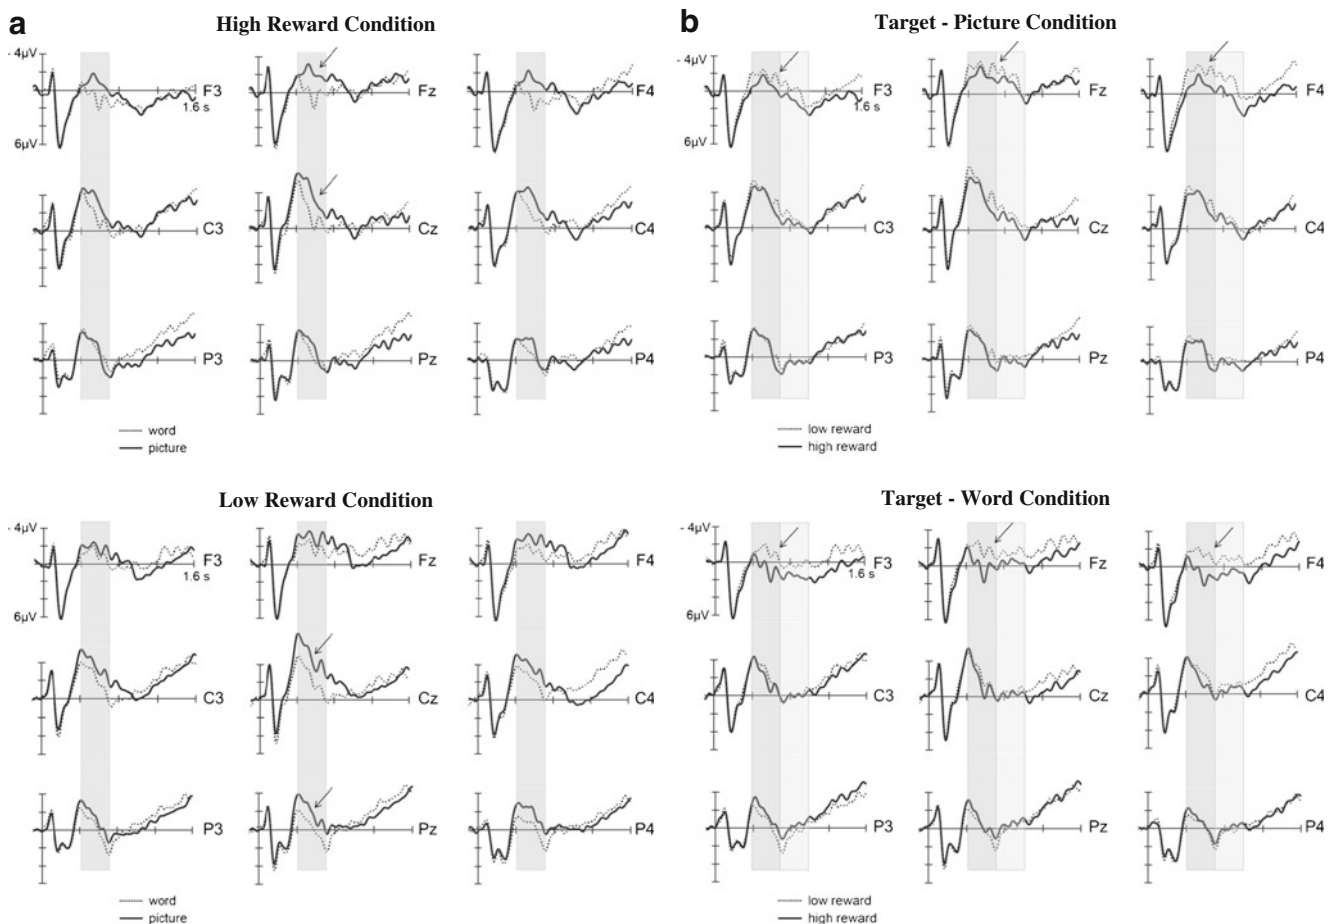 a
High Reward Condition
- 4µV
F3
1.6 s
6µV
Fz
F4
C3
Cz
C4
P3
Pz
P4
word
picture
Low Reward Condition
- 4µV
F3
1.6 s
6µV
Fz
F4
C3
Cz
C4
P3
Pz
P4
word
picture
b
Target - Picture Condition
-4µV
F3
1.6 s
6µV
Fz
F4
C3
Cz
C4
P3
Pz
P4
low reward
high reward
Target - Word Condition
- 4µV
F3
1.6 s
6µV
Fz
F4
C3
Cz
C4
P3
Pz
P4
low reward
high reward